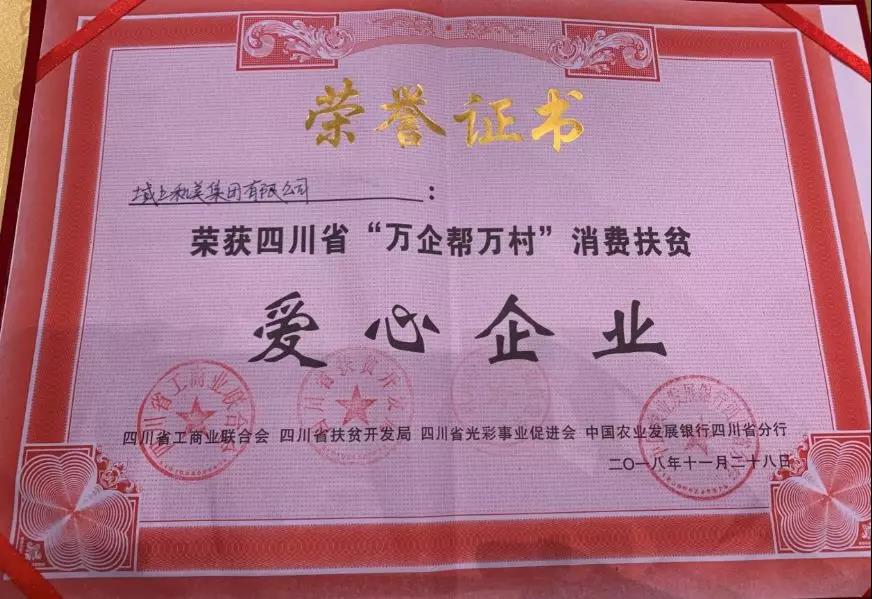 荣誉证书
域上和美集团有限公司：
荣获四川省“万企帮万村”消费扶贫
爱心企业
四川省工商业联合会 四川省扶贫开发局 四川省光彩事业促进会 中国农业发展银行四川省分行
二〇一八年十一月二十八日